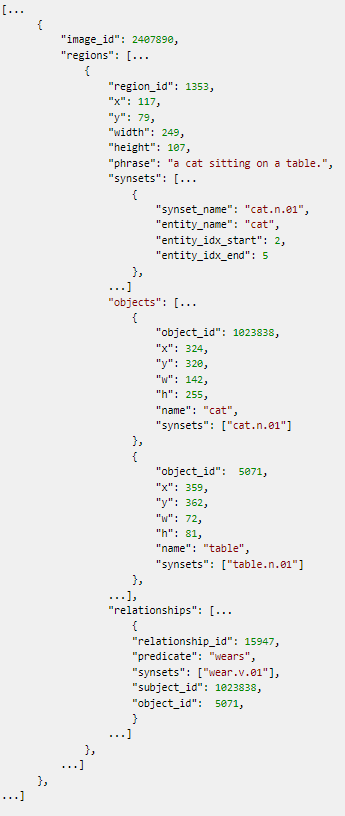 [...
{
"image_id": 2407890,
"regions": [...
{
"region_id": 1353,
"x": 117,
"y": 79,
"width": 249,
"height": 107,
"phrase": "a cat sitting on a table.",
"synsets": [...
{
"synset_name": "cat.n.01",
"entity_name": "cat",
"entity_idx_start": 2,
"entity_idx_end": 5
},
...]
"objects": [...
{
"object_id": 1023838,
"x": 324,
"y": 320,
"w": 142,
"h": 255,
"name": "cat",
"synsets": ["cat.n.01"]
},
{
"object_id":  5071,
"x": 359,
"y": 362,
"w": 72,
"h": 81,
"name": "table",
"synsets": ["table.n.01"]
},
...],
"relationships": [...
{
"relationship_id": 15947,
"predicate": "wears",
"synsets": ["wear.v.01"],
"subject_id": 1023838,
"object_id":  5071,
}
...]
},
...]
},
...]